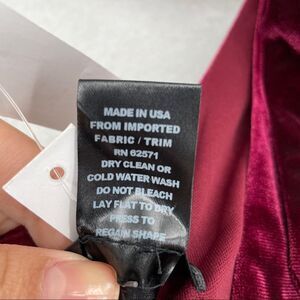 MADE IN USA
FROM IMPORTED
FABRIC / TRIM
RN 62571
DRY CLEAN OR
COLD WATER WASH
DO NOT BLEACH
LAY FLAT TO DRY
PRESS TO
REGAIN SHAPE